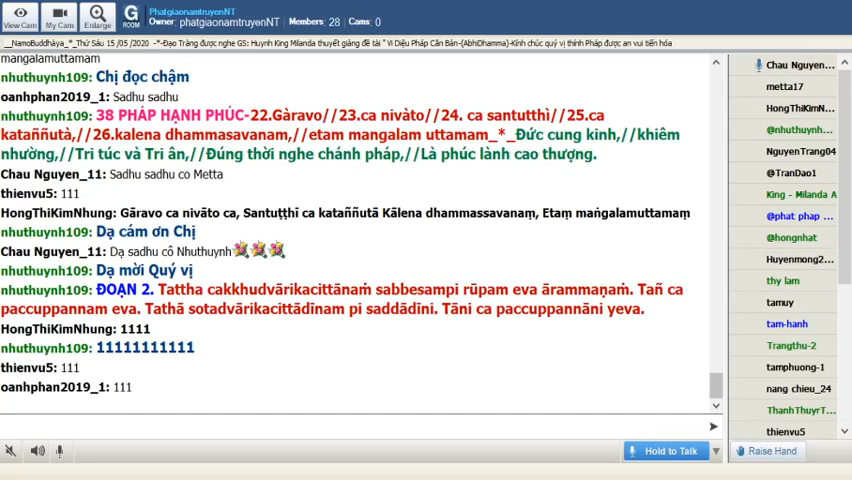 View Cam
My Cam
Enlarge
G
ROOM
PhatgiaonamtruyenNT
Owner: phatgiaonamtruyenNT Members: 28 Cams: 0
__NamoBuddhàya_*_Thứ Sáu 15 /05 /2020 -*-Đạo Tràng được nghe GS: Huynh King Milanda thuyết giảng đề tài " Vi Diệu Pháp Căn Bản-(AbhiDhamma)-Kính chúc quý vị thính Pháp được an vui tiến hóa
mangalamuttamam
nhuthuynh109: Chị đọc chậm
oanhphan2019_1: Sadhu sadhu
nhuthuynh109: 38 PHÁP HẠNH PHÚC-22.Gàravo//23.ca nivàto//24. ca santutthì//25.ca
kataññutà,//26.kalena dhammasavanam,//etam mangalam uttamam_*_Đức cung kinh,//khiêm
nhường,//Tri túc và Tri ân,//Đúng thời nghe chánh pháp,//Là phúc lành cao thượng.
Chau Nguyen_11: Sadhu sadhu co Metta
thienvu5: 111
HongThiKimNhung: Gāravo ca nivāto ca, Santuṭṭhī ca kataññutā Kālena dhammassavanaṃ, Etaṃ maṅgalamuttamaṃ
nhuthuynh109: Dạ cám ơn Chị
Chau Nguyen_11: Dạ sadhu cô Nhuthuynh
nhuthuynh109: Dạ mời Quý vị
nhuthuynh109: ĐOẠN 2. Tattha cakkhudvārikacittānaṃ sabbesampi rūpam eva ārammaṇaṃ. Tañ ca
paccuppannam eva. Tathā sotadvārikacittādīnam pi saddādīni. Tāni ca paccuppannāni yeva.
HongThiKimNhung: 1111
nhuthuynh109: 11111111111
thienvu5: 111
oanhphan2019_1: 111
Hold to Talk
Chau Nguyen...
metta17
HongThiKimN...
@nhuthuynh...
NguyenTrang04
@TranDao1
King - Milanda A
@phat phap ...
@hongnhat
Huyenmong2...
thy lam
tamuy
tam-hanh
Trangthu-2
tamphuong-1
nang chieu_24
ThanhThuyrT...
thienvu5
Raise Hand